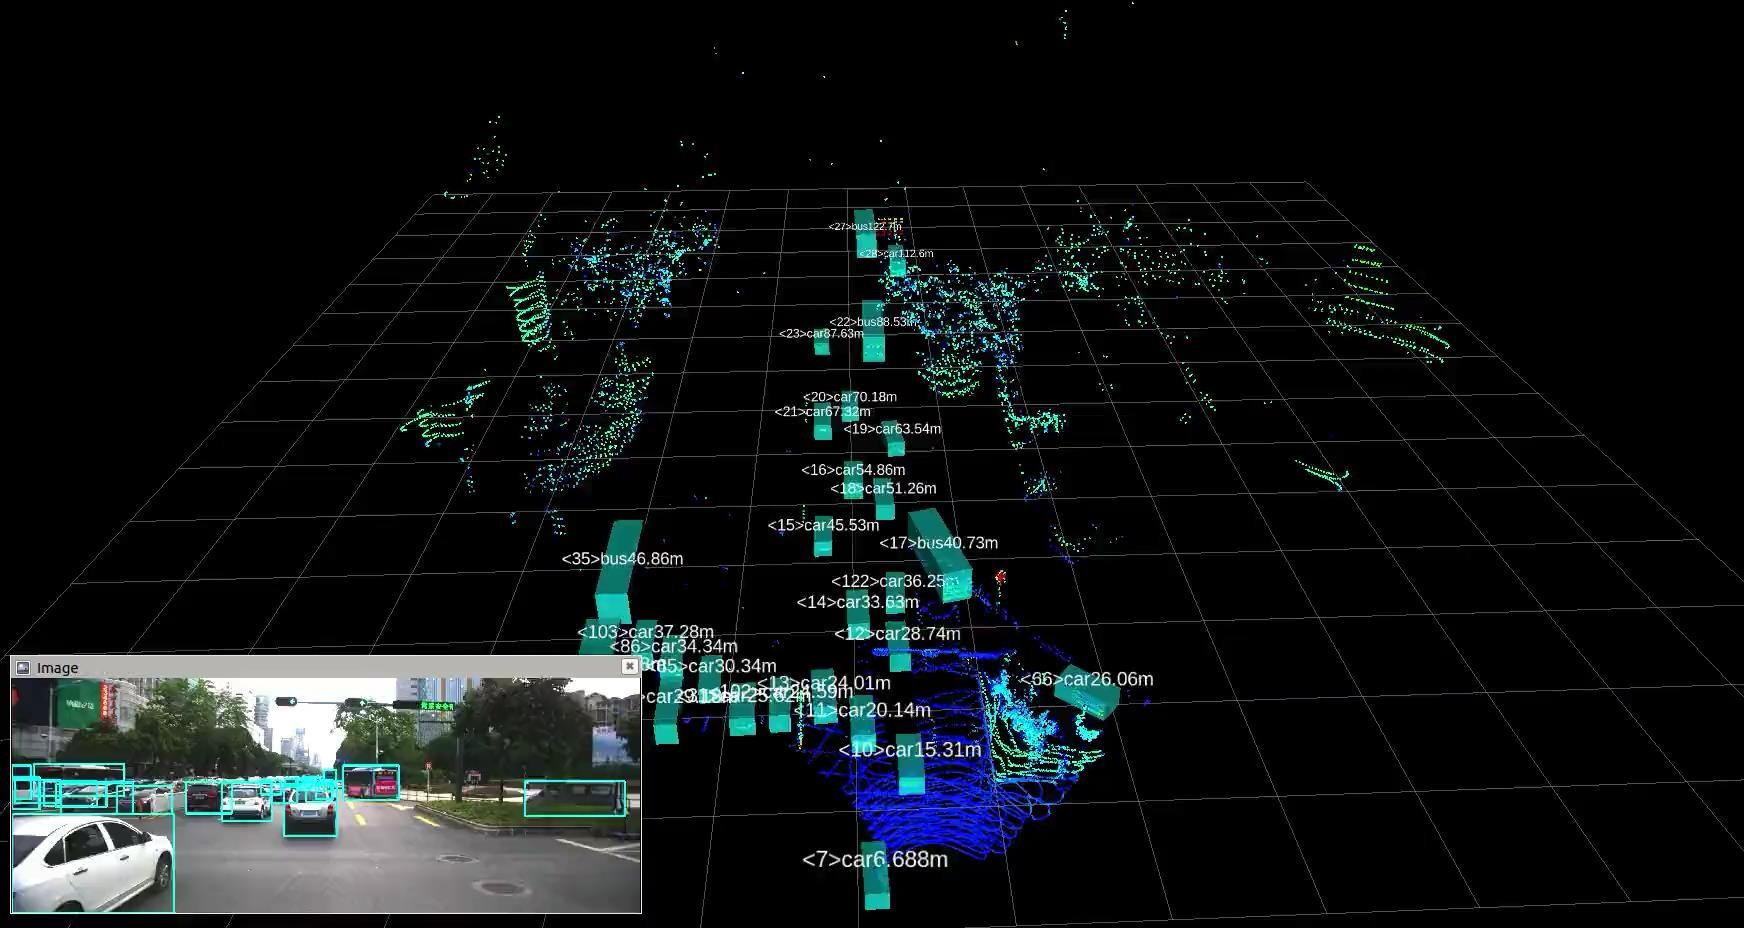 <27>bus122.7m
<28>car112.6m
<22>bus88.53m
<23>car87.63m
<20>car70.18m
<21>car67.32m
<19>car63.54m
<16>car54.86m
<18>car51.26m
<15>car45.53m
<17>bus40.73m
<35>bus46.86m
<122>car36.25m
<14>car33.63m
<103>car37.28m
<12>car28.74m
<86>car34.34m
Image
car30.34m
<13>car24.01m
<66>car26.06m
<11>car20.14m
<10>car15.31m
<7>car6.688m